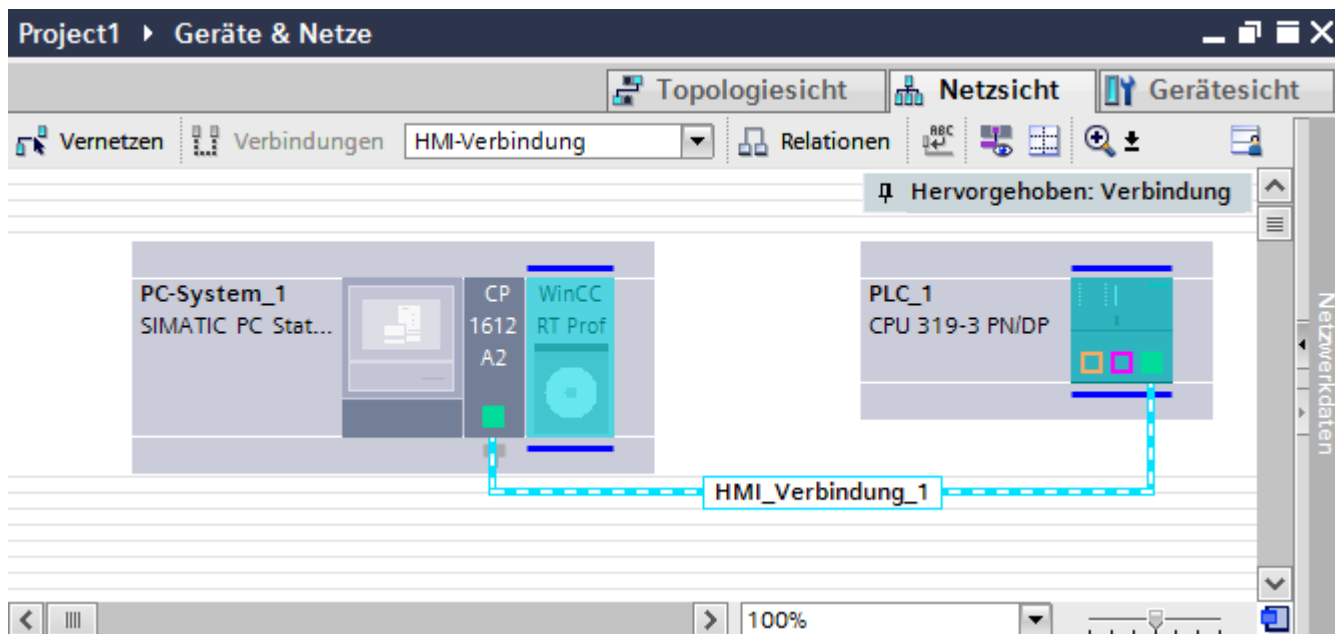 Project1 ▸ Geräte & Netze
Topologiesicht Netzsicht Gerätesicht
Vernetzen Verbindungen HMI-Verbindung Relationen ABC
Hervorgehoben: Verbindung
PC-System_1
SIMATIC PC Stat...
CP
1612
A2
WinCC
RT Prof
PLC_1
CPU 319-3 PN/DP
Netzwerkdaten
HMI_Verbindung_1
100%